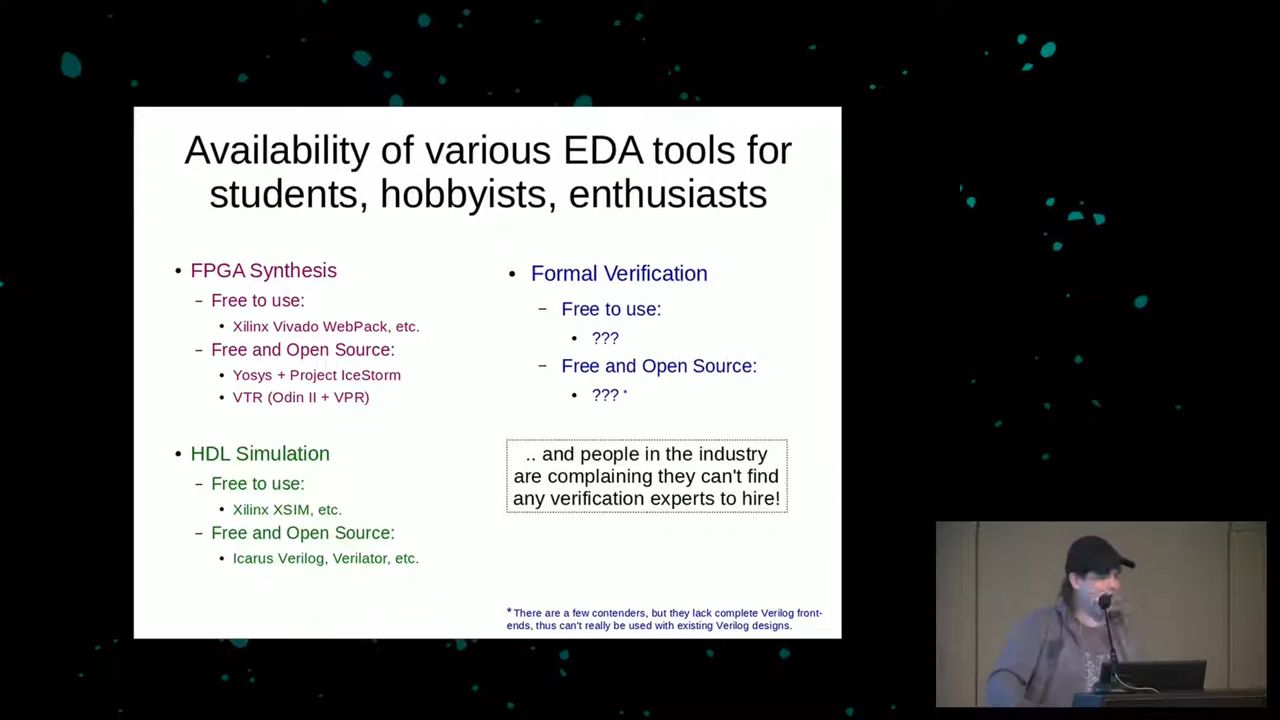 Availability of various EDA tools for
students, hobbyists, enthusiasts
• FPGA Synthesis
– Free to use:
• Xilinx Vivado WebPack, etc.
– Free and Open Source:
• Yosys + Project IceStorm
• VTR (Odin II + VPR)
• HDL Simulation
– Free to use:
• Xilinx XSIM, etc.
– Free and Open Source:
• Icarus Verilog, Verilator, etc.
• Formal Verification
– Free to use:
• ???
– Free and Open Source:
• ??? *
.. and people in the industry
are complaining they can't find
any verification experts to hire!
* There are a few contenders, but they lack complete Verilog front-
ends, thus can't really be used with existing Verilog designs.